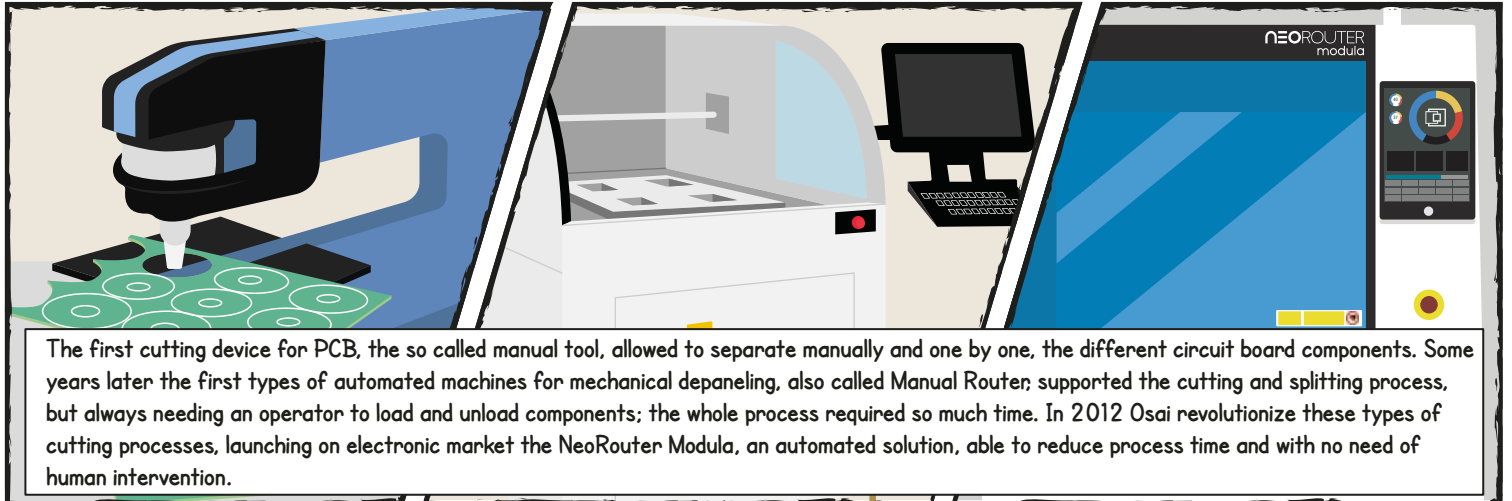 NEOROUTER
modula
The first cutting device for PCB, the so called manual tool, allowed to separate manually and one by one, the different circuit board components. Some
years later the first types of automated machines for mechanical depaneling, also called Manual Router, supported the cutting and splitting process,
but always needing an operator to load and unload components; the whole process required so much time. In 2012 Osai revolutionize these types of
cutting processes, launching on electronic market the NeoRouter Modula, an automated solution, able to reduce process time and with no need of
human intervention.